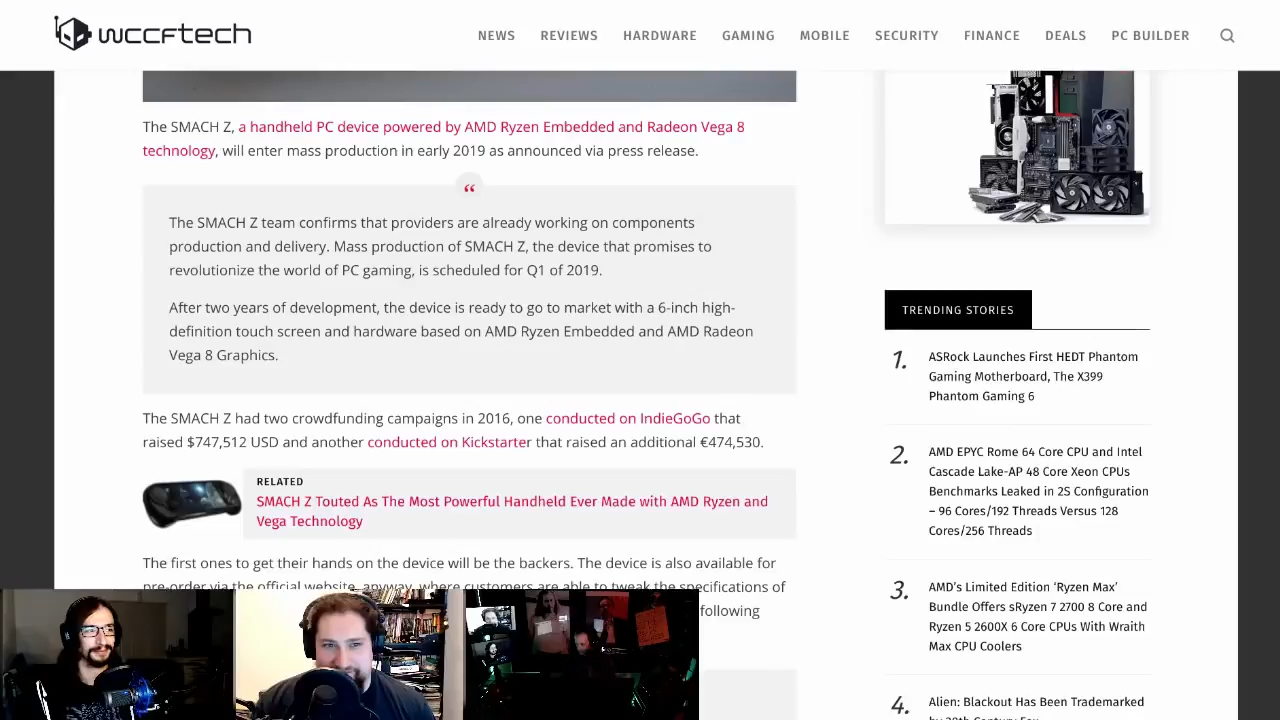 wccftech
NEWS
REVIEWS
HARDWARE
GAMING
MOBILE
SECURITY
FINANCE
DEALS
PC BUILDER
The SMACH Z, a handheld PC device powered by AMD Ryzen Embedded and Radeon Vega 8
technology, will enter mass production in early 2019 as announced via press release.
“
The SMACH Z team confirms that providers are already working on components
production and delivery. Mass production of SMACH Z, the device that promises to
revolutionize the world of PC gaming, is scheduled for Q1 of 2019.
After two years of development, the device is ready to go to market with a 6-inch high-
definition touch screen and hardware based on AMD Ryzen Embedded and AMD Radeon
Vega 8 Graphics.
The SMACH Z had two crowdfunding campaigns in 2016, one conducted on IndieGoGo that
raised $747,512 USD and another conducted on Kickstarter that raised an additional €474,530.
RELATED
SMACH Z Touted As The Most Powerful Handheld Ever Made with AMD Ryzen and
Vega Technology
The first ones to get their hands on the device will be the backers. The device is also available for
pre-order via the official website, anyway, where customers are able to tweak the specifications of
following
TRENDING STORIES
1.
ASRock Launches First HEDT Phantom
Gaming Motherboard, The X399
Phantom Gaming 6
2.
AMD EPYC Rome 64 Core CPU and Intel
Cascade Lake-AP 48 Core Xeon CPUs
Benchmarks Leaked in 2S Configuration
– 96 Cores/192 Threads Versus 128
Cores/256 Threads
3.
AMD’s Limited Edition ‘Ryzen Max’
Bundle Offers sRyzen 7 2700 8 Core and
Ryzen 5 2600X 6 Core CPUs With Wraith
Max CPU Coolers
4.
Alien: Blackout Has Been Trademarked
by 20th Century Fox